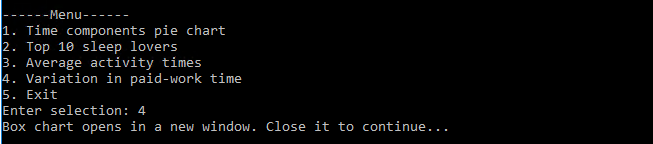 ------Menu------
1. Time components pie chart
2. Top 10 sleep lovers
3. Average activity times
4. Variation in paid-work time
5. Exit
Enter selection: 4
Box chart opens in a new window. Close it to continue...